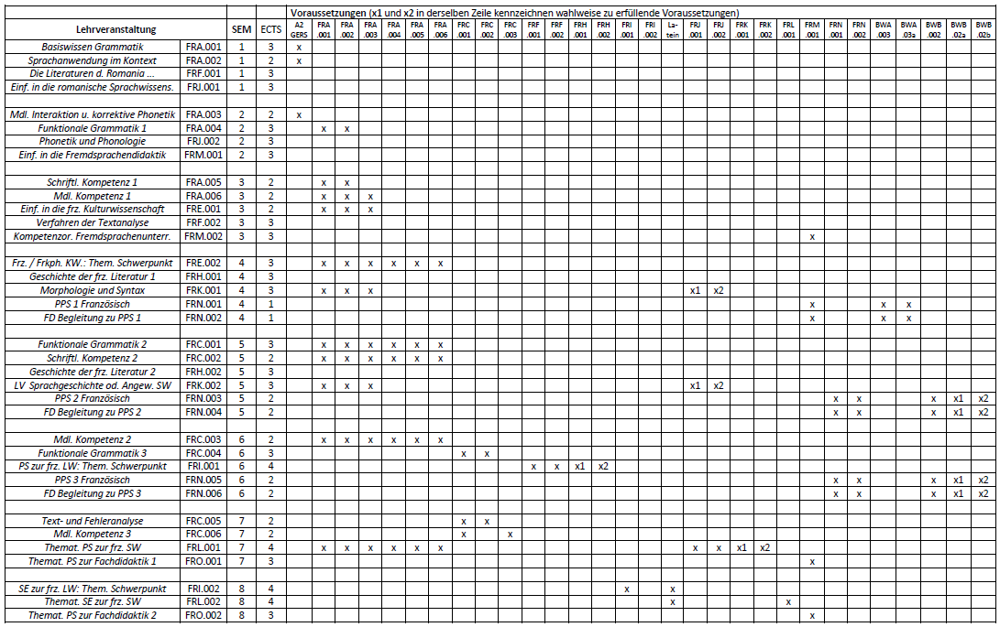 Voraussetzungen (x1 und x2 in derselben Zeile kennzeichnen wahlweise zu erfüllende Voraussetzungen)
Lehrveranstaltung SEM ECTS A2 GERS FRA .001 FRA .002 FRA .003 FRA .004 FRA .005 FRA .006 FRC .001 FRC .002 FRC .003 FRF .001 FRF .002 FRH .001 FRH .002 FRI .001 FRI .002 La- tein FRJ .001 FRJ .002 FRK .001 FRK .002 FRL .001 FRM .001 FRN .001 FRN .002 BWA .003 BWA .03a BWB .002 BWB .02a BWB .02b
Basiswissen Grammatik FRA.001 1 3 x
Sprachanwendung im Kontext FRA.002 1 2 x
Die Literaturen d. Romania ... FRF.001 1 3
Einf. in die romanische Sprachwissens. FRJ.001 1 3
Mdl. Interaktion u. korrektive Phonetik FRA.003 2 2 x
Funktionale Grammatik 1 FRA.004 2 3 x x
Phonetik und Phonologie FRJ.002 2 3
Einf. in die Fremdsprachendidaktik FRM.001 2 3
Schriftl. Kompetenz 1 FRA.005 3 2 x x
Mdl. Kompetenz 1 FRA.006 3 2 x x x
Einf. in die frz. Kulturwissenschaft FRE.001 3 2 x x x
Verfahren der Textanalyse FRF.002 3 3
Kompetenzor. Fremdsprachenunterr. FRM.002 3 3 x
Frz. / Frkph. KW.: Them. Schwerpunkt FRE.002 4 3 x x x x x x
Geschichte der frz. Literatur 1 FRH.001 4 3
Morphologie und Syntax FRK.001 4 3 x x x x1 x2
PPS 1 Französisch FRN.001 4 1 x x x
FD Begleitung zu PPS 1 FRN.002 4 1 x x x
Funktionale Grammatik 2 FRC.001 5 3 x x x x x x
Schriftl. Kompetenz 2 FRC.002 5 2 x x x x x x
Geschichte der frz. Literatur 2 FRH.002 5 3
LV Sprachgeschichte od. Angew. SW FRK.002 5 3 x x x x1 x2
PPS 2 Französisch FRN.003 5 2 x x x x1 x2
FD Begleitung zu PPS 2 FRN.004 5 2 x x x x1 x2
Mdl. Kompetenz 2 FRC.003 6 2 x x x x x x
Funktionale Grammatik 3 FRC.004 6 3 x x
PS zur frz. LW: Them. Schwerpunkt FRI.001 6 4 x x x1 x2
PPS 3 Französisch FRN.005 6 2 x x x x1 x2
FD Begleitung zu PPS 3 FRN.006 6 2 x x x x1 x2
Text- und Fehleranalyse FRC.005 7 2 x x
Mdl. Kompetenz 3 FRC.006 7 2 x x
Themat. PS zur frz. SW FRL.001 7 4 x x x x x x x x x1 x2
Themat. PS zur Fachdidaktik 1 FRO.001 7 3 x
SE zur frz. LW: Them. Schwerpunkt FRI.002 8 4 x x
Themat. SE zur frz. SW FRL.002 8 4 x x
Themat. PS zur Fachdidaktik 2 FRO.002 8 3 x